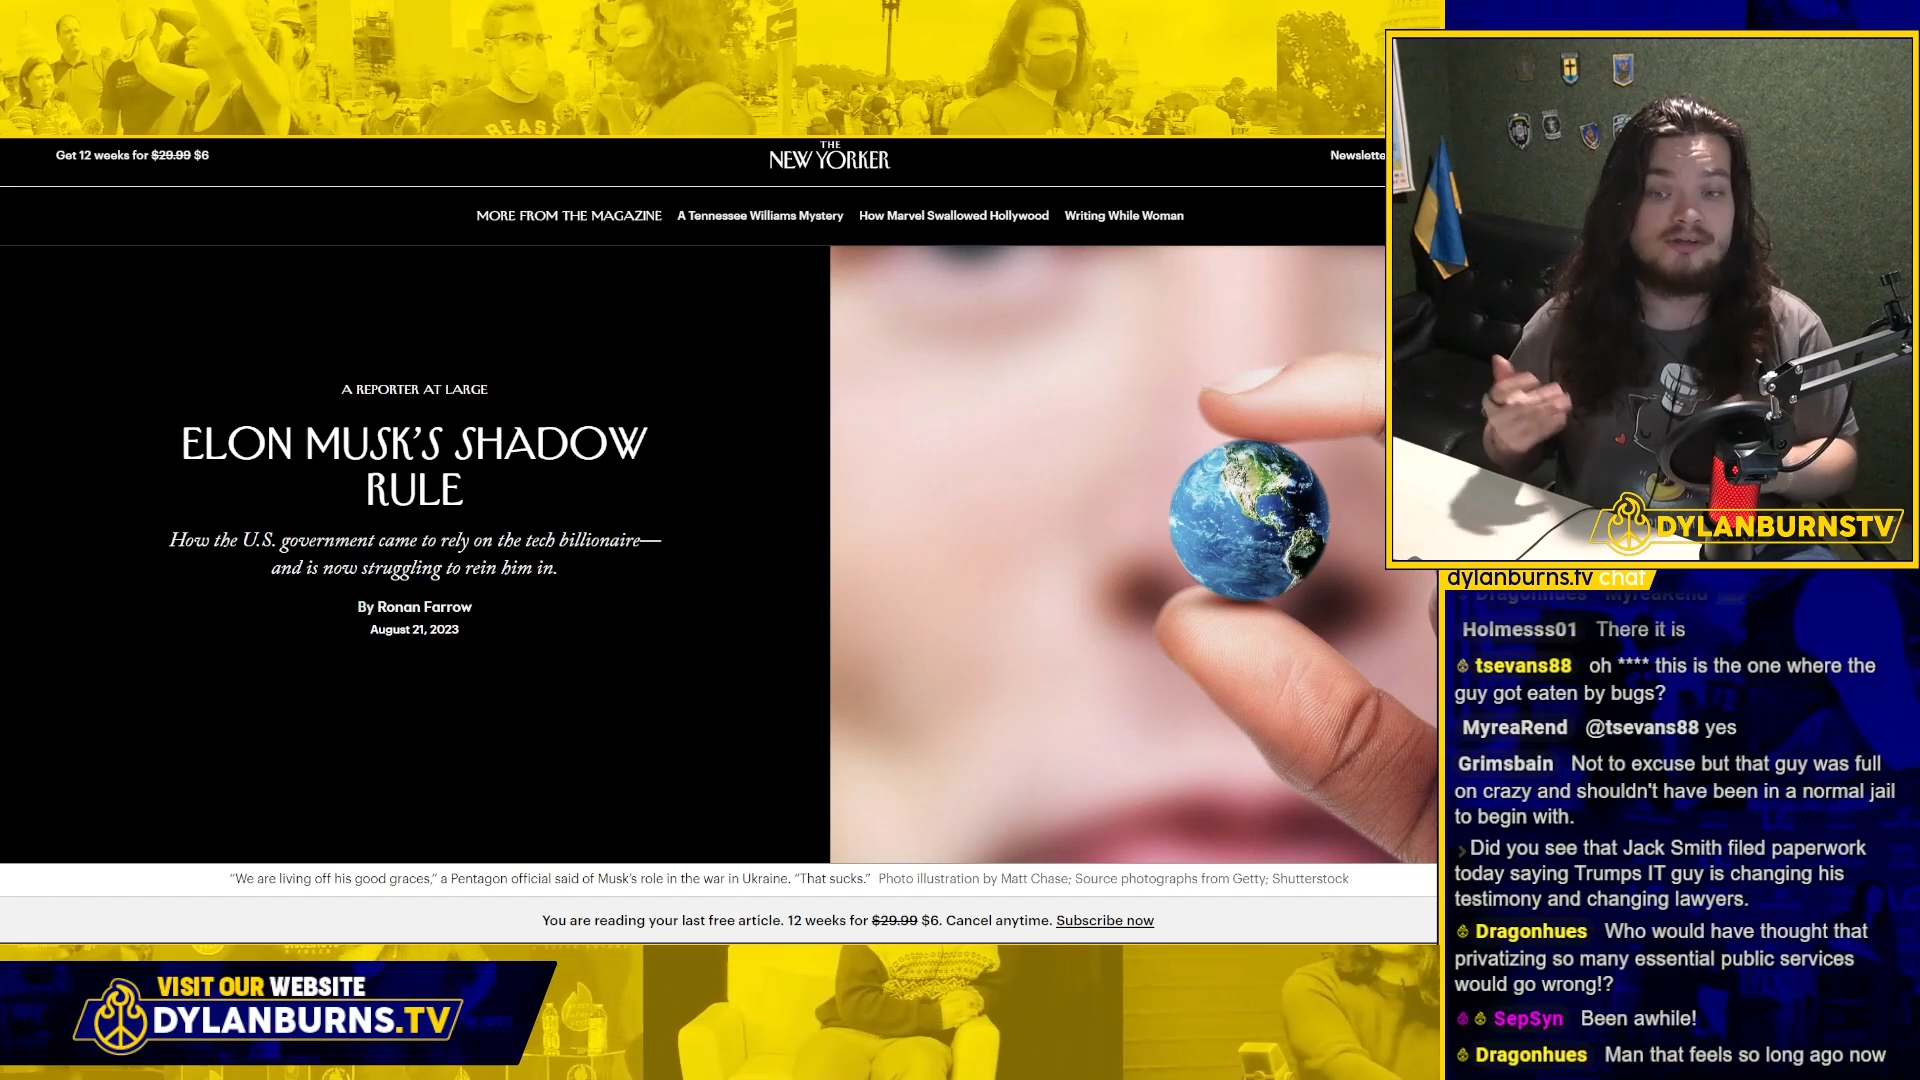 BEAST
Get 12 weeks for $29.99 $6
THE
NEW YORKER
Newslette
MORE FROM THE MAGAZINE A Tennessee Williams Mystery How Marvel Swallowed Hollywood Writing While Woman
A REPORTER AT LARGE
ELON MUSK'S SHADOW
RULE
How the U.S. government came to rely on the tech billionaire—
and is now struggling to rein him in.
By Ronan Farrow
August 21, 2023
“We are living off his good graces,” a Pentagon official said of Musk’s role in the war in Ukraine. “That sucks.” Photo illustration by Matt Chase; Source photographs from Getty; Shutterstock
You are reading your last free article. 12 weeks for $29.99 $6. Cancel anytime. Subscribe now
VISIT OUR WEBSITE
DYLANBURNS.TV
DYLANBURNSTV
dylanburns.tv chat
Dragonhues MyreaRend
Holmesss01 There it is
tsevans88 oh **** this is the one where the
guy got eaten by bugs?
MyreaRend @tsevans88 yes
Grimsbain Not to excuse but that guy was full
on crazy and shouldn't have been in a normal jail
to begin with.
Did you see that Jack Smith filed paperwork
today saying Trumps IT guy is changing his
testimony and changing lawyers.
Dragonhues Who would have thought that
privatizing so many essential public services
would go wrong!?
SepSyn Been awhile!
Dragonhues Man that feels so long ago now